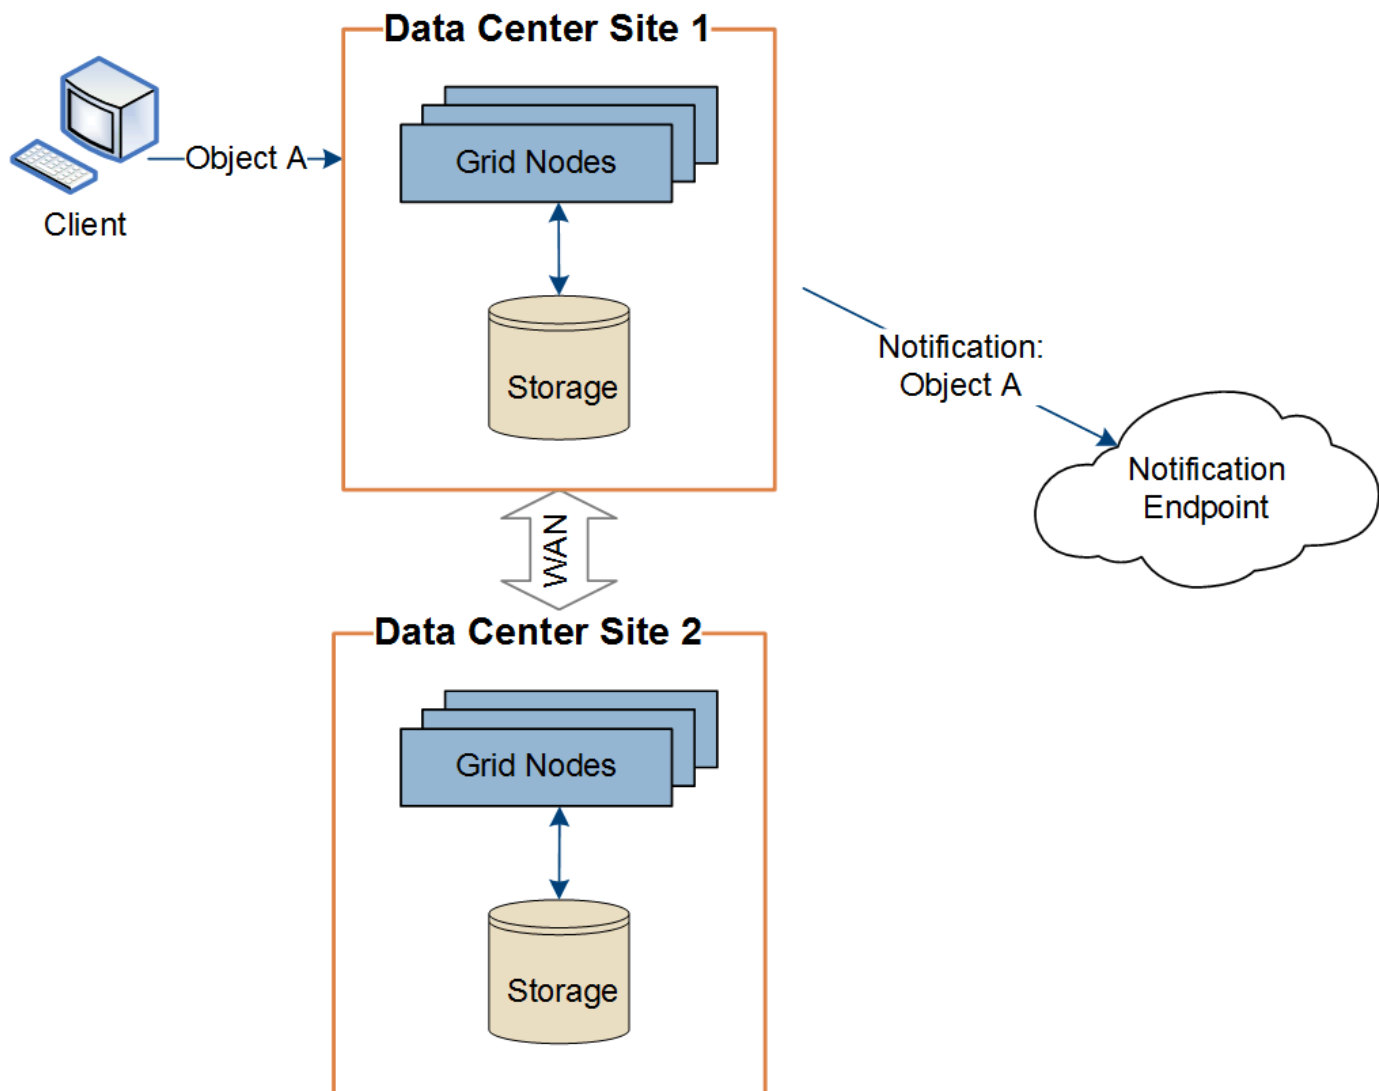 Data Center Site 1
Grid Nodes
Object A
Client
Storage
Notification:
Object A
Notification
Endpoint
WAN
Data Center Site 2
Grid Nodes
Storage